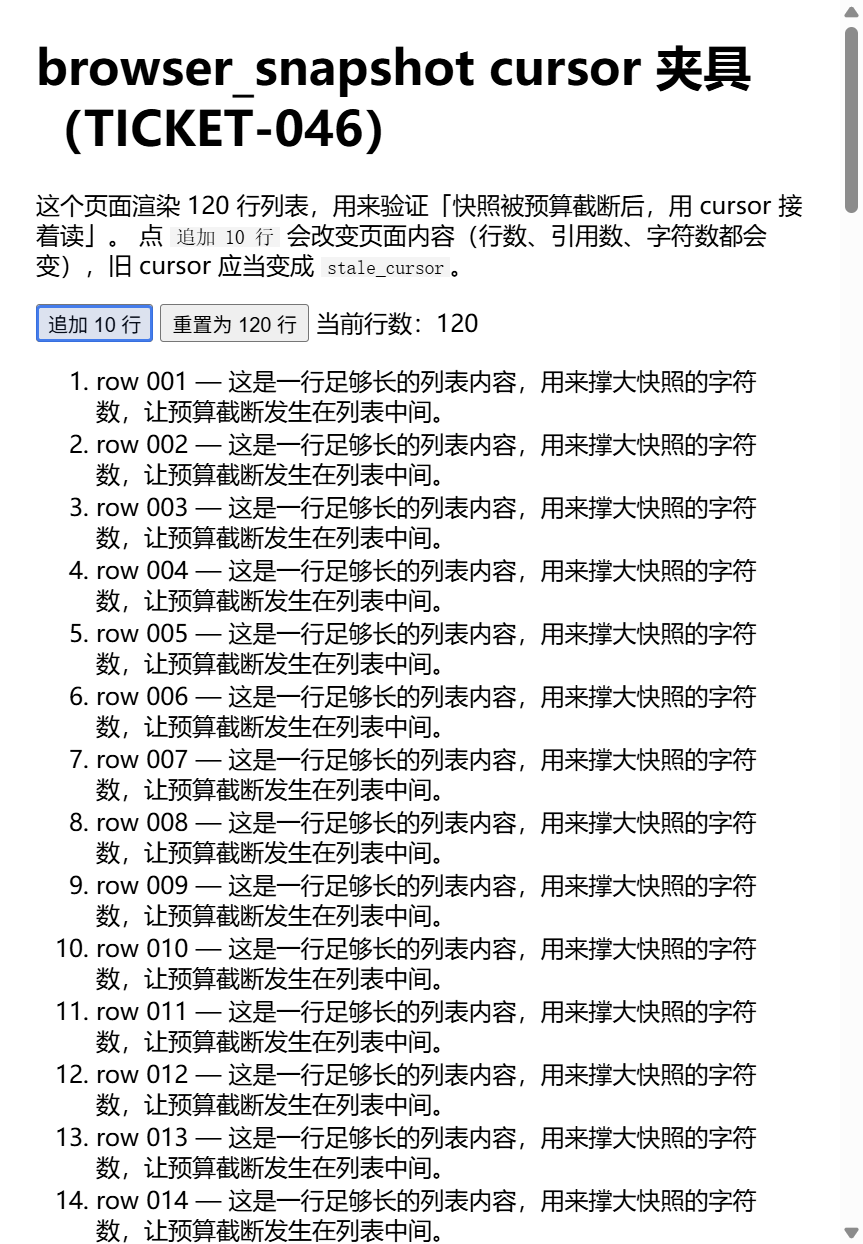 browser_snapshot cursor 夹具
（TICKET-046）
这个页面渲染 120 行列表，用来验证「快照被预算截断后，用 cursor 接
着读」。 点 追加 10 行 会改变页面内容（行数、引用数、字符数都会
变），旧 cursor 应当变成 stale_cursor。
追加 10 行 重置为 120 行 当前行数：120
1. row 001 — 这是一行足够长的列表内容，用来撑大快照的字符
数，让预算截断发生在列表中间。
2. row 002 — 这是一行足够长的列表内容，用来撑大快照的字符
数，让预算截断发生在列表中间。
3. row 003 — 这是一行足够长的列表内容，用来撑大快照的字符
数，让预算截断发生在列表中间。
4. row 004 — 这是一行足够长的列表内容，用来撑大快照的字符
数，让预算截断发生在列表中间。
5. row 005 — 这是一行足够长的列表内容，用来撑大快照的字符
数，让预算截断发生在列表中间。
6. row 006 — 这是一行足够长的列表内容，用来撑大快照的字符
数，让预算截断发生在列表中间。
7. row 007 — 这是一行足够长的列表内容，用来撑大快照的字符
数，让预算截断发生在列表中间。
8. row 008 — 这是一行足够长的列表内容，用来撑大快照的字符
数，让预算截断发生在列表中间。
9. row 009 — 这是一行足够长的列表内容，用来撑大快照的字符
数，让预算截断发生在列表中间。
10. row 010 — 这是一行足够长的列表内容，用来撑大快照的字符
数，让预算截断发生在列表中间。
11. row 011 — 这是一行足够长的列表内容，用来撑大快照的字符
数，让预算截断发生在列表中间。
12. row 012 — 这是一行足够长的列表内容，用来撑大快照的字符
数，让预算截断发生在列表中间。
13. row 013 — 这是一行足够长的列表内容，用来撑大快照的字符
数，让预算截断发生在列表中间。
14. row 014 — 这是一行足够长的列表内容，用来撑大快照的字符
数，让预算截断发生在列表中间。